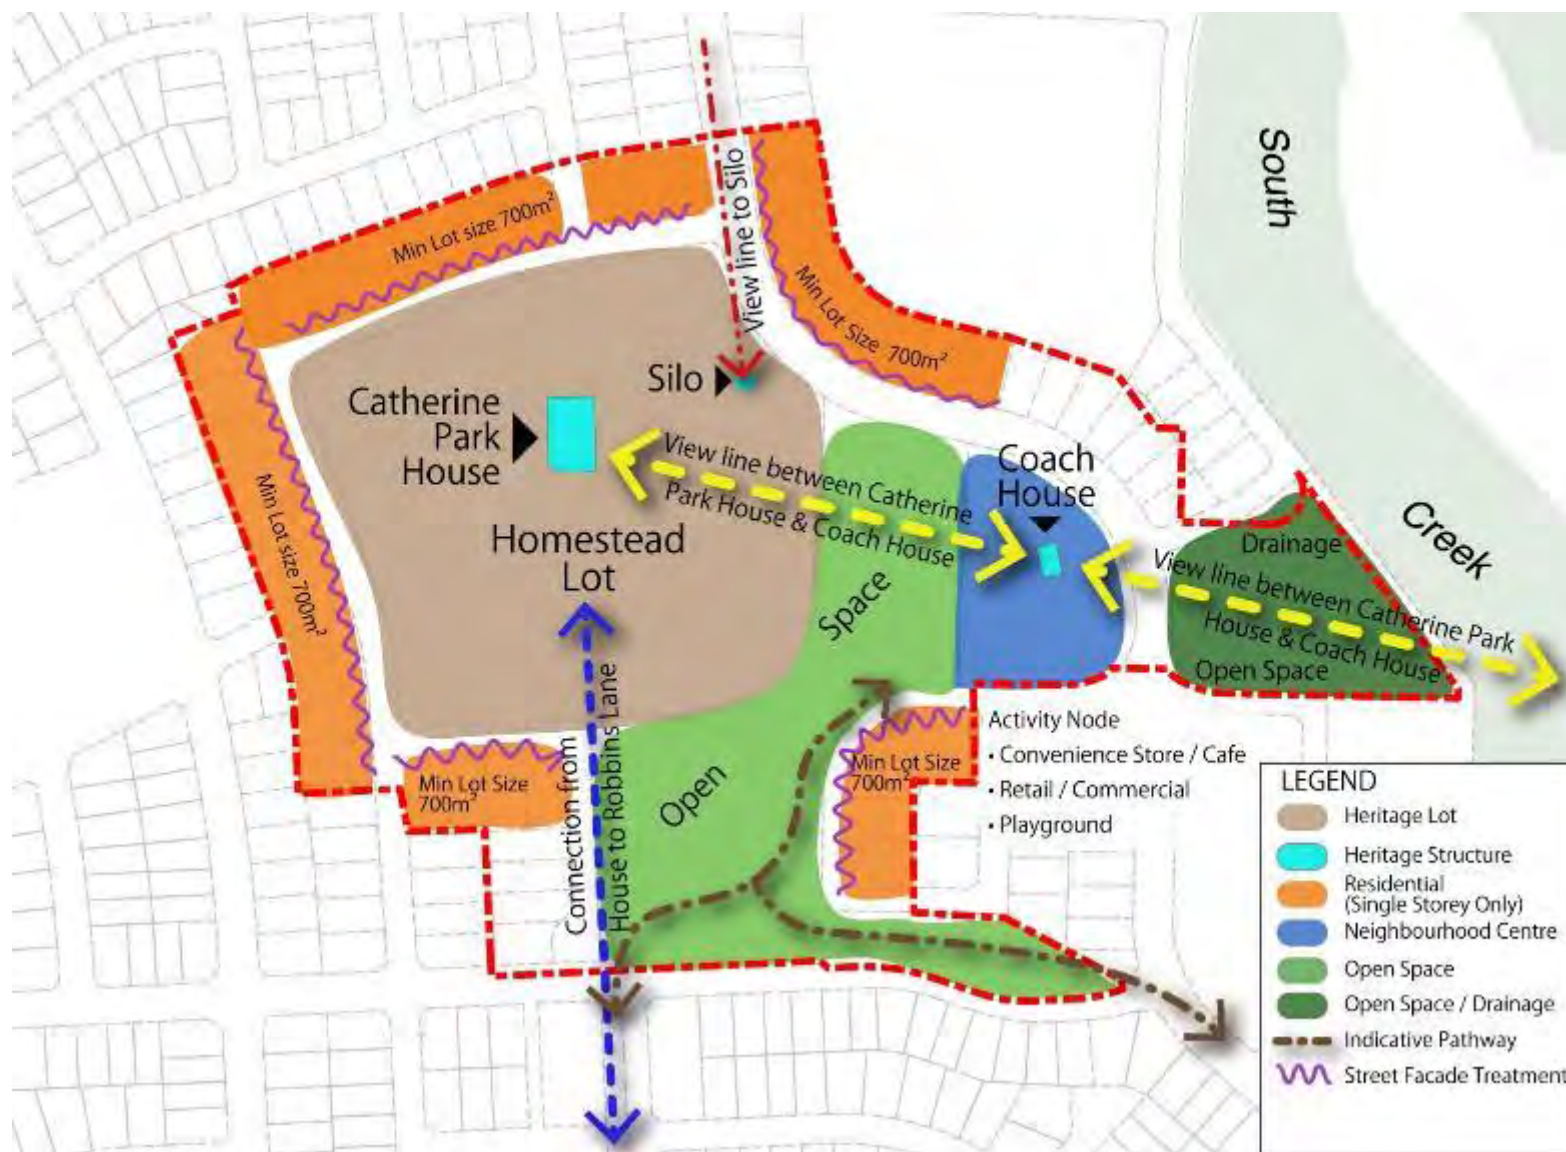 South
Creek
Min Lot size 700m²
View line to Silo
Min Lot Size 700m²
Silo
Catherine
Park
House
Min Lot size 700m²
View line between Catherine
Park House & Coach House
Coach
House
Homestead
Lot
Drainage
View line between Catherine Park
House & Coach House
Open Space
Open Space
Connection from
House to Robbins Lane
Min Lot Size
700m²
Min Lot Size
700m²
Activity Node
• Convenience Store / Cafe
• Retail / Commercial
• Playground
LEGEND
Heritage Lot
Heritage Structure
Residential
(Single Storey Only)
Neighbourhood Centre
Open Space
Open Space / Drainage
Indicative Pathway
Street Facade Treatment